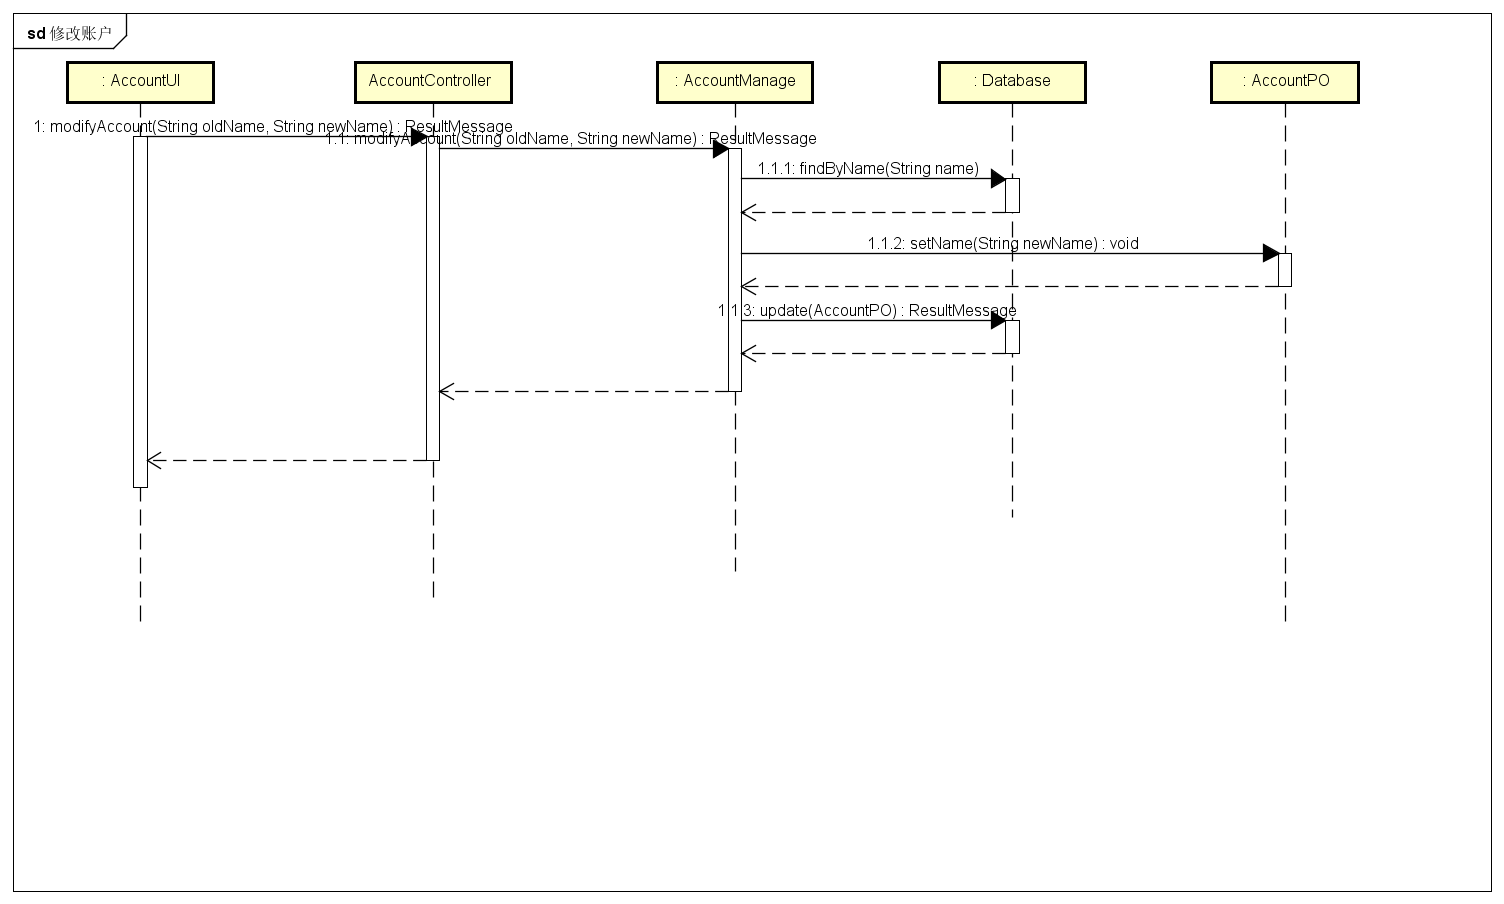 sd 修改账户
: AccountUI
AccountController
: AccountManage
: Database
: AccountPO
1: modifyAccount(String oldName, String newName) : ResultMessage
1.1: modifyAccount(String oldName, String newName) : ResultMessage
1.1.1: findByName(String name)
1.1.2: setName(String newName) : void
1.1.3: update(AccountPO) : ResultMessage